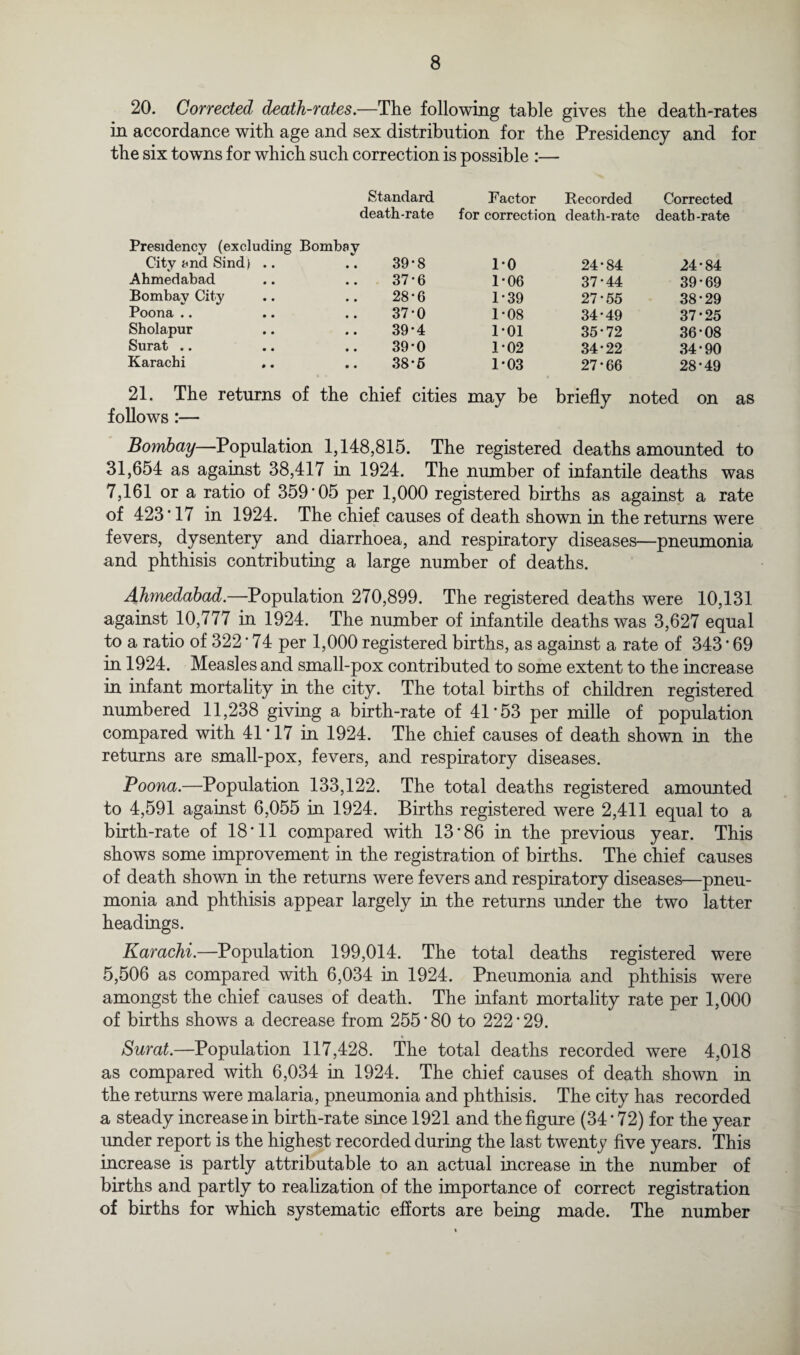 8
20. Corrected death-rates.—The following table gives the death-rates
in accordance with age and sex distribution for the Presidency and for
the six towns for which such correction is possible :—
Standard Factor Recorded Corrected
death-rate for correction death-rate death-rate
Presidency (excluding Bombay
City and Sind) .. .. 39·8 1·0 24·84 24·84
Ahmedabad .. .. 37·6 1·06 37·44 39·69
Bombay City .. .. 28·6 1·39 27·55 38·29
Poona .. .. .. 37·0 1·08 34·49 37·25
Sholapur .. .. 39·4 1·01 35·72 36·08
Surat .. .. .. 39·0 1·02 34·22 34·90
Karachi .. .. 38·5 1·03 27·66 28·49
21. The returns of the chief cities may be briefly noted on as
follows :—
Bombay—Population 1,148,815. The registered deaths amounted to
31,654 as against 38,417 in 1924. The number of infantile deaths was
7,161 or a ratio of 359·05 per 1,000 registered births as against a rate
of 423·17 in 1924. The chief causes of death shown in the returns were
fevers, dysentery and diarrhoea, and respiratory diseases—pneumonia
and phthisis contributing a large number of deaths.
Ahmedabad.—Population 270,899. The registered deaths were 10,131
against 10,777 in 1924. The number of infantile deaths was 3,627 equal
to a ratio of 322·74 per 1,000 registered births, as against a rate of 343·69
in 1924. Measles and small-pox contributed to some extent to the increase
in infant mortality in the city. The total births of children registered
numbered 11,238 giving a birth-rate of 41·53 per mille of population
compared with 41·17 in 1924. The chief causes of death shown in the
returns are small-pox, fevers, and respiratory diseases.
Poona.—Population 133,122. The total deaths registered amounted
to 4,591 against 6,055 in 1924. Births registered were 2,411 equal to a
birth-rate of 18·11 compared with 13·86 in the previous year. This
shows some improvement in the registration of births. The chief causes
of death shown in the returns were fevers and respiratory diseases—pneu-
monia and phthisis appear largely in the returns under the two latter
headings.
Karachi.—Population 199,014. The total deaths registered were
5,506 as compared with 6,034 in 1924. Pneumonia and phthisis were
amongst the chief causes of death. The infant mortality rate per 1,000
of births shows a decrease from 255·80 to 222·29.
Surat.—Population 117,428. The total deaths recorded were 4,018
as compared with 6,034 in 1924. The chief causes of death shown in
the returns were malaria, pneumonia and phthisis. The city has recorded
a steady increase in birth-rate since 1921 and the figure (34·72) for the year
under report is the highest recorded during the last twenty five years. This
increase is partly attributable to an actual increase in the number of
births and partly to realization of the importance of correct registration
of births for which systematic efforts are being made. The number